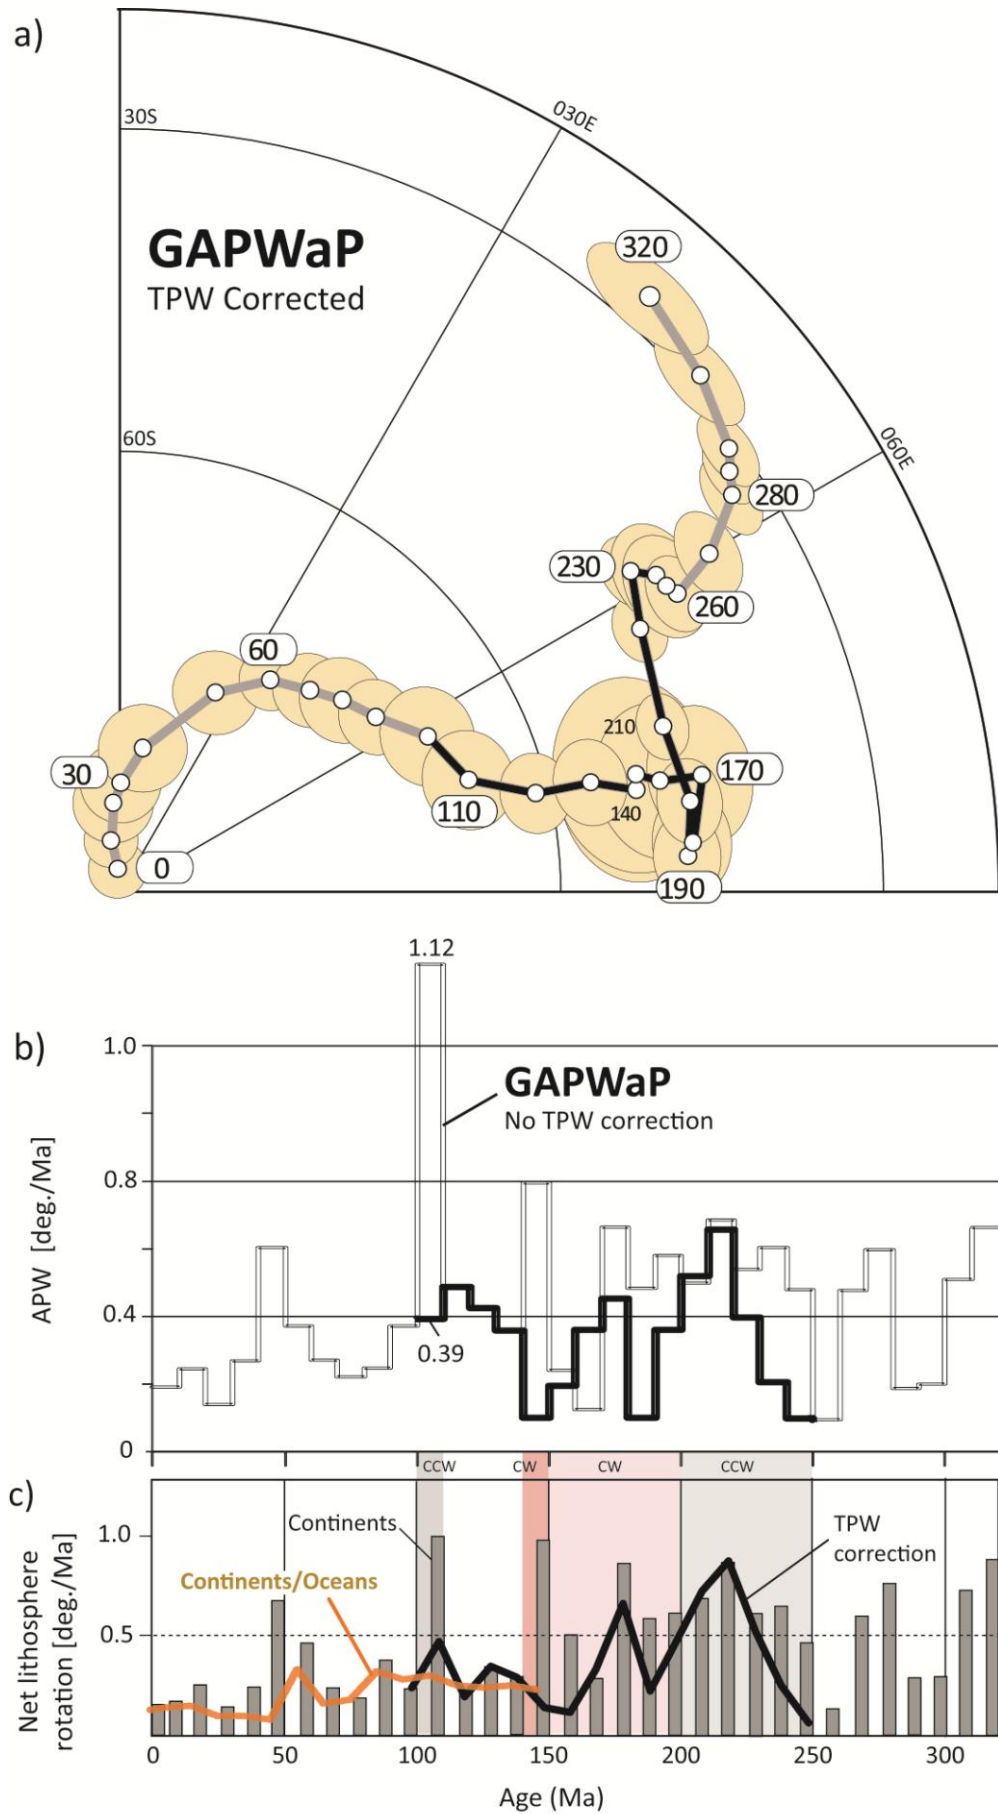 a)
030E
30S
GAPWaP
TPW Corrected
320
060E
60S
280
230
260
60
210
30
170
140
110
0
190
1.12
b)
1.0
GAPWaP
No TPW correction
0.8
APW [deg./Ma]
0.4
0.39
0
CCW
CW
CW
CCW
c)
Continents
TPW
correction
1.0
Continents/Oceans
Net lithosphere
rotation [deg./Ma]
0.5
0
50
100
150
200
250
300
Age (Ma)